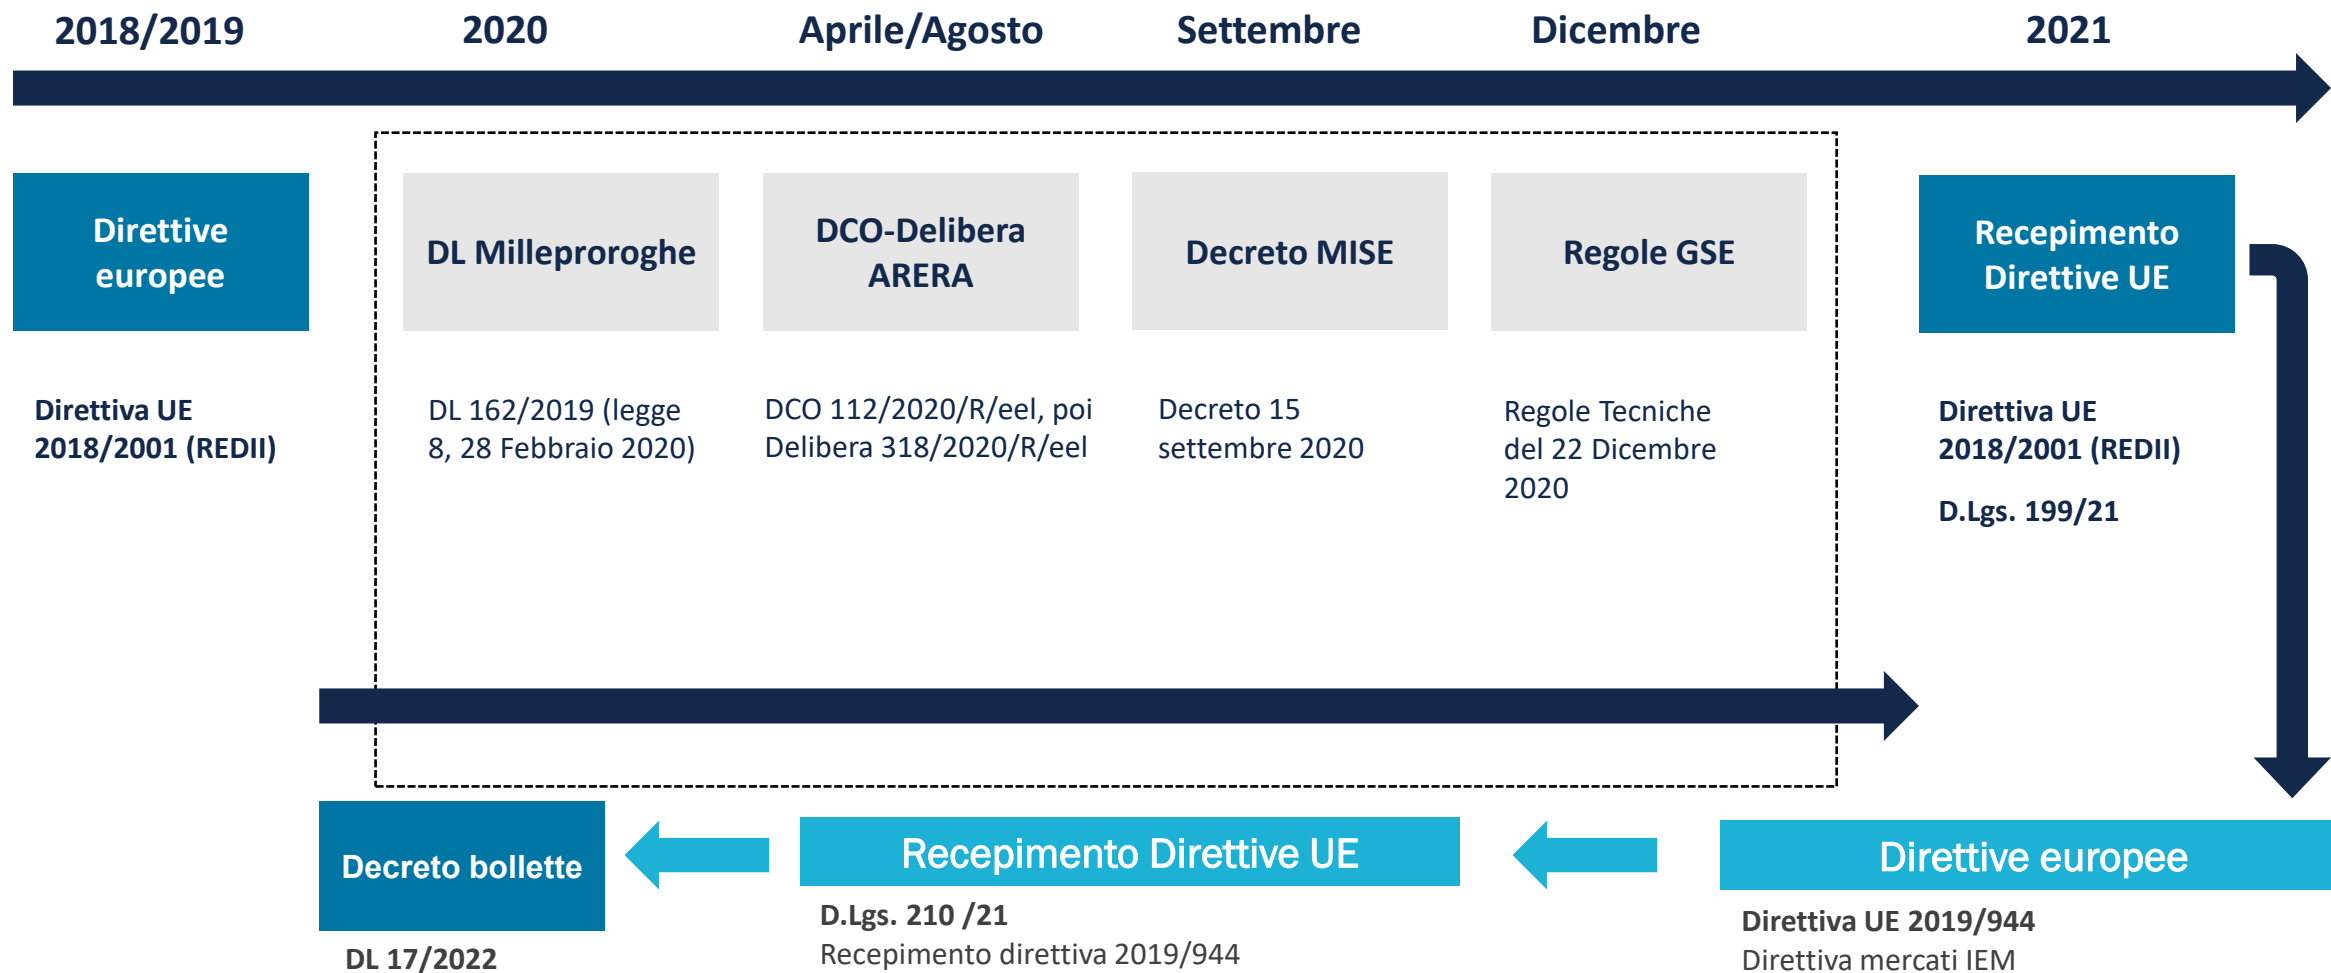 2018/2019
2020
Aprile/Agosto
Settembre
Dicembre
2021
Direttive
europee
DL Milleproroghe
DCO-Delibera
ARERA
Decreto MISE
Regole GSE
Recepimento
Direttive UE
Direttiva UE
2018/2001 (REDII)
DL 162/2019 (legge
8, 28 Febbraio 2020)
DCO 112/2020/R/eel, poi
Delibera 318/2020/R/eel
Decreto 15
settembre 2020
Regole Tecniche
del 22 Dicembre
2020
Direttiva UE
2018/2001 (REDII)
D.Lgs. 199/21
Decreto bollette
DL 17/2022
Recepimento Direttive UE
D.Lgs. 210 /21
Recepimento direttiva 2019/944
Direttive europee
Direttiva UE 2019/944
Direttiva mercati IEM